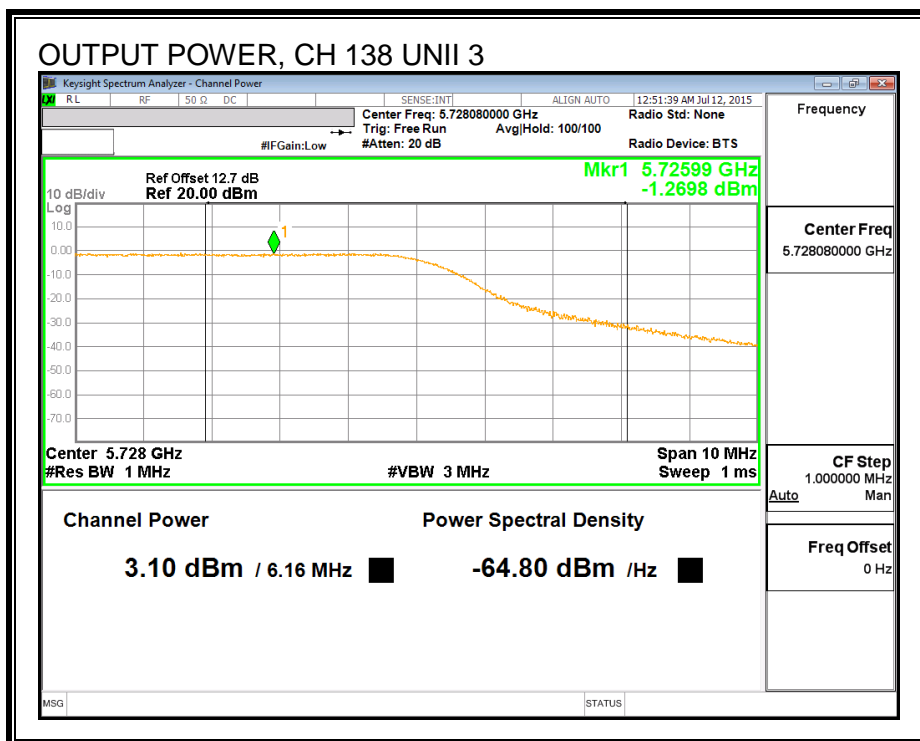 OUTPUT POWER, CH 138 UNII 3
Keysight Spectrum Analyzer - Channel Power
LXI RL RF 50 Ω DC SENSE:INT ALIGN AUTO 12:51:39 AM Jul 12, 2015
Center Freq: 5.728080000 GHz Radio Std: None
Trig: Free Run Avg|Hold: 100/100
#IFGain:Low #Atten: 20 dB Radio Device: BTS
Mkr1 5.72599 GHz
-1.2698 dBm
Ref Offset 12.7 dB
10 dB/div Ref 20.00 dBm
Log
10.0
0.00
-10.0
-20.0
-30.0
-40.0
-50.0
-60.0
-70.0
1
Center 5.728 GHz Span 10 MHz
#Res BW 1 MHz #VBW 3 MHz Sweep 1 ms
Channel Power Power Spectral Density
3.10 dBm / 6.16 MHz -64.80 dBm /Hz
MSG STATUS
Frequency
Center Freq
5.728080000 GHz
CF Step
1.000000 MHz
Auto Man
Freq Offset
0 Hz